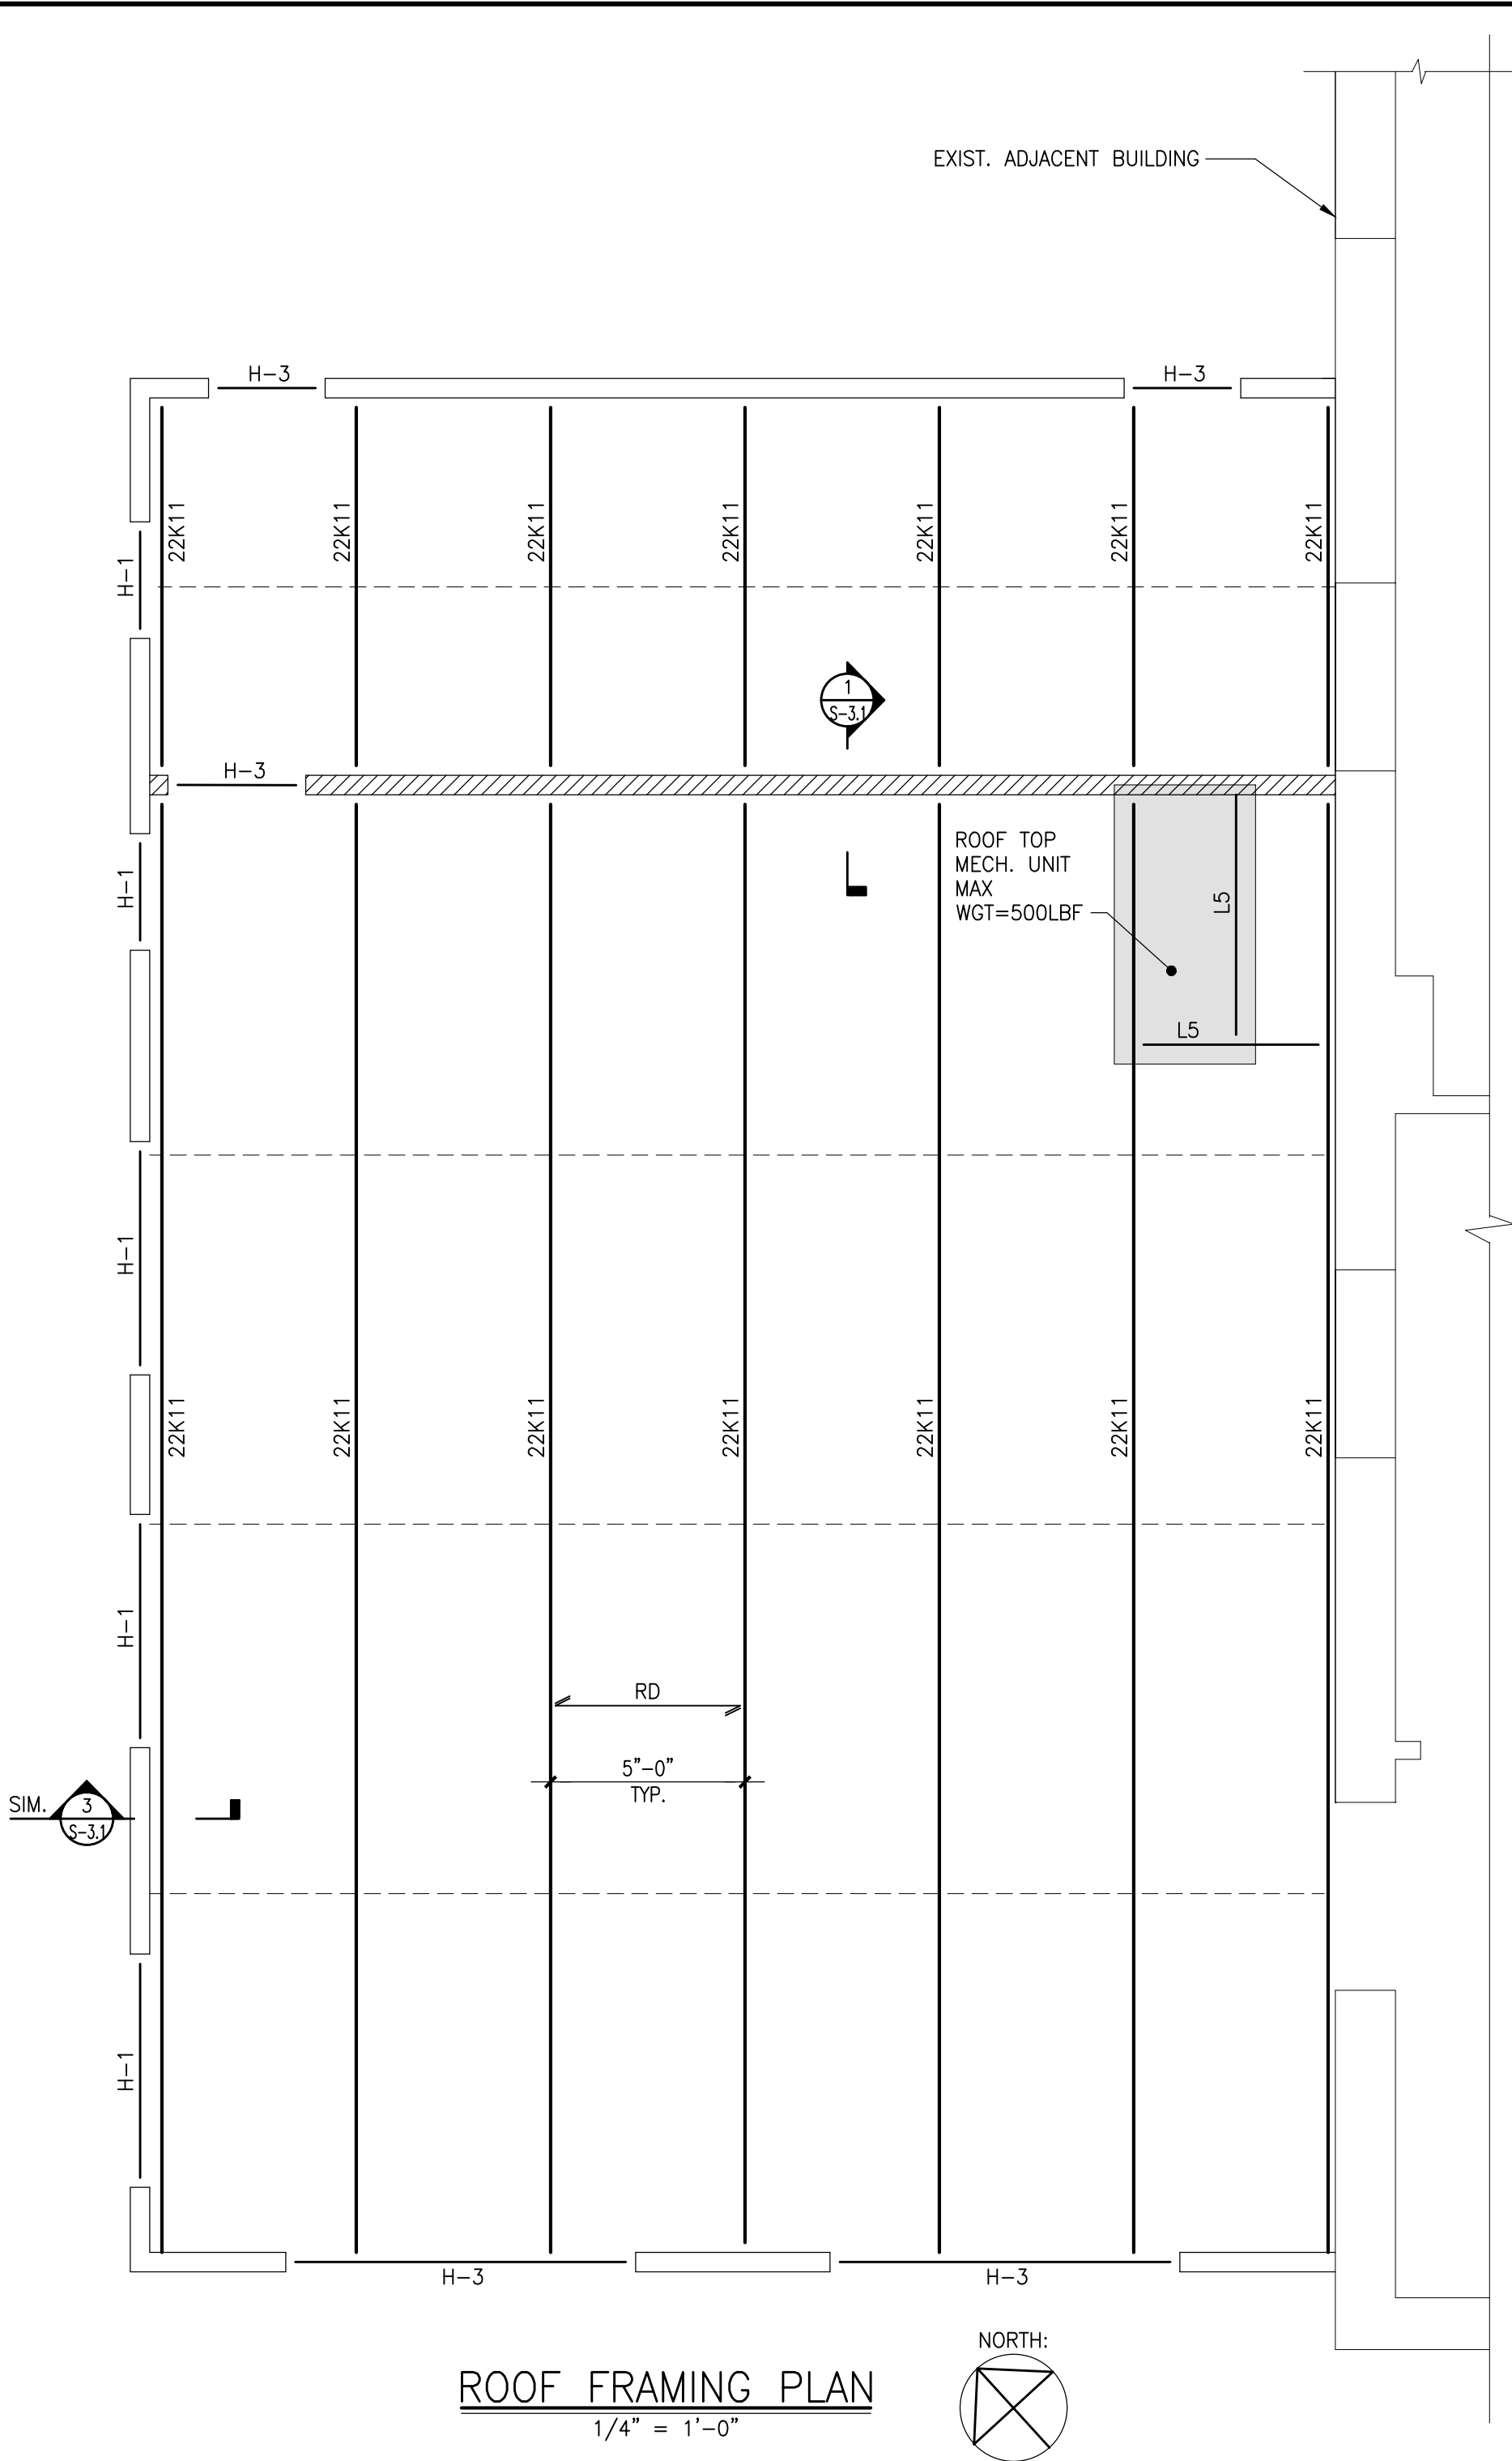 EXIST. ADJACENT BUILDING
H-3
H-3
22K11
22K11
22K11
22K11
22K11
22K11
22K11
H-1
1
S-3.1
H-3
ROOF TOP
MECH. UNIT
MAX
WGT=500LBF
H-1
L5
L5
H-1
22K11
22K11
22K11
22K11
22K11
22K11
22K11
H-1
RD
5"-0"
TYP.
SIM.
3
S-3.1
H-1
H-3
H-3
NORTH:
ROOF FRAMING PLAN
1/4" = 1'-0"